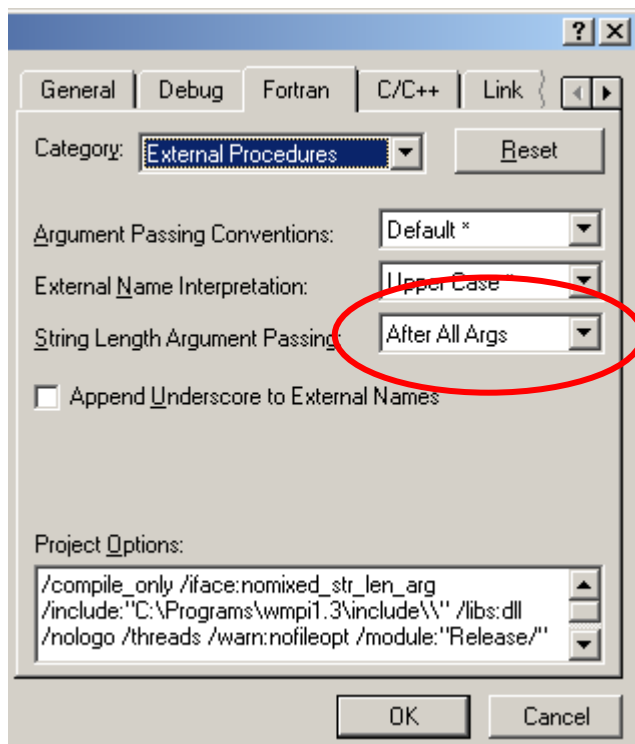 General Debug Fortran C/C++ Link
Category: External Procedures Reset
Argument Passing Conventions: Default *
External Name Interpretation: Upper Case *
String Length Argument Passing: After All Args
Append Underscore to External Names
Project Options:
/compile_only /iface:nomixed_str_len_arg
/include:"C:\Programs\wmpi1.3\include\\" /libs:dll
/nologo /threads /warn:nofileopt /module:"Release/"
OK Cancel